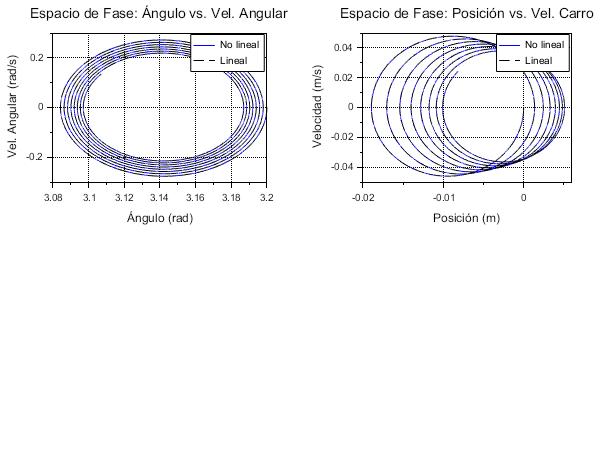 Espacio de Fase: Ángulo vs. Vel. Angular
No lineal
Lineal
0.2
0
-0.2
Vel. Angular (rad/s)
3.08
3.1
3.12
3.14
3.16
3.18
3.2
Ángulo (rad)
Espacio de Fase: Posición vs. Vel. Carro
No lineal
Lineal
0.04
0.02
0
-0.02
-0.04
Velocidad (m/s)
-0.02
-0.01
0
Posición (m)